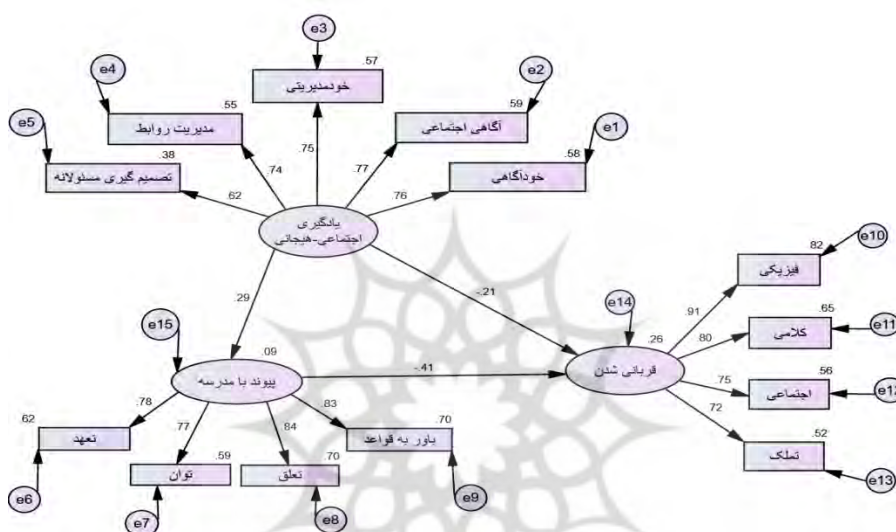 e3
.57
خودمدیریتی
e4
.55
مدیریت روابط
e2
.59
آگاهی اجتماعی
e5
.38
تصمیم گیری مسئولانه
e1
.58
خودآگاهی
.62
.74
.75
.77
.76
یادگیری
اجتماعی-هیجانی
e10
.82
فیزیکی
.29
-.21
e14
.91
e11
.65
کلامی
.80
e15
.09
پیوند با مدرسه
-.41
.26
قربانی شدن
.75
.56
اجتماعی
.72
.52
تملک
e13
.78
.77
.84
.83
.62
تعهد
.59
توان
.70
تعلق
.70
باور به قواعد
e6
e7
e8
e9